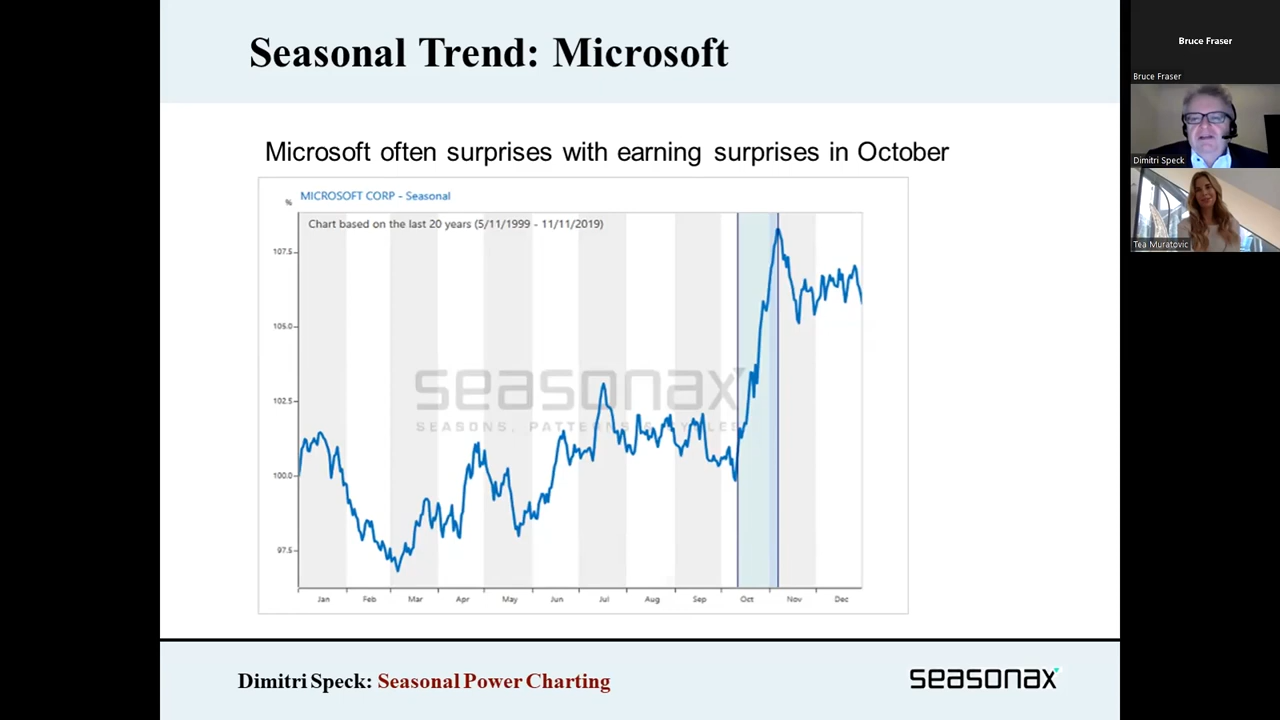 Seasonal Trend: Microsoft
Microsoft often surprises with earning surprises in October
MICROSOFT CORP - Seasonal
%
Chart based on the last 20 years (5/11/1999 - 11/11/2019)
107.5
105.0
102.5
100.0
97.5
seasonax
SEASONS, PATTERNS & CYCLES
Jan Feb Mar Apr May Jun Jul Aug Sep Oct Nov Dec
Dimitri Speck: Seasonal Power Charting
seasonax
Bruce Fraser
Bruce Fraser
Dimitri Speck
Tea Muratovic